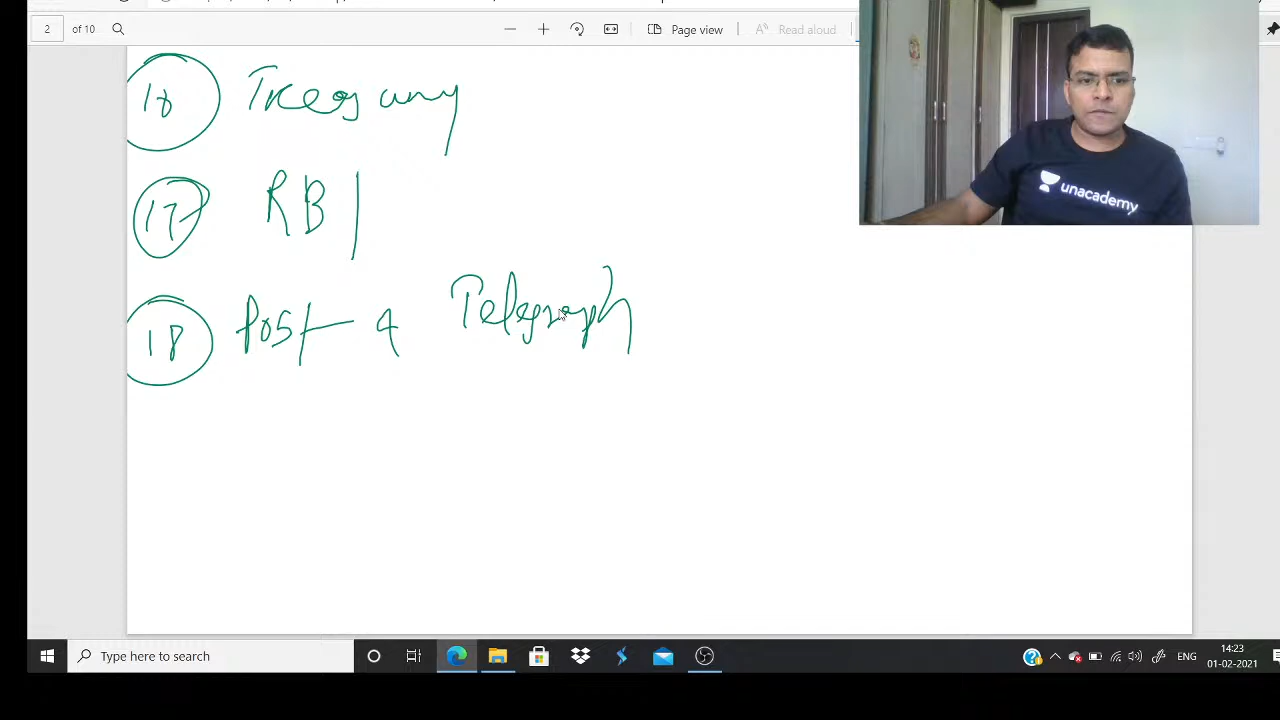 2 of 10 Page view Read aloud
16 Treasury
17 RBI
unacademy
18 Post & Telegraph
Type here to search
ENG 14:23 01-02-2021